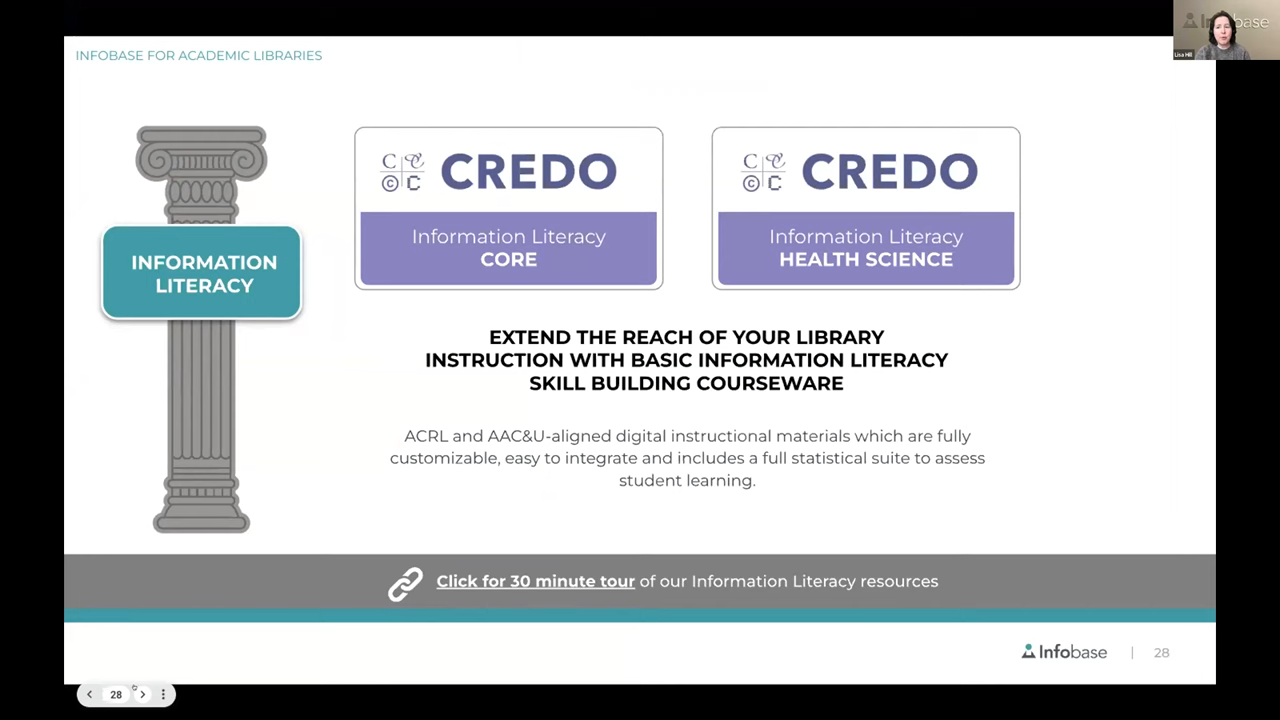 INFOBASE FOR ACADEMIC LIBRARIES
Infobase
Lisa Hill
INFORMATION
LITERACY
CREDO
Information Literacy
CORE
CREDO
Information Literacy
HEALTH SCIENCE
EXTEND THE REACH OF YOUR LIBRARY
INSTRUCTION WITH BASIC INFORMATION LITERACY
SKILL BUILDING COURSEWARE
ACRL and AAC&U-aligned digital instructional materials which are fully
customizable, easy to integrate and includes a full statistical suite to assess
student learning.
Click for 30 minute tour of our Information Literacy resources
Infobase | 28
28